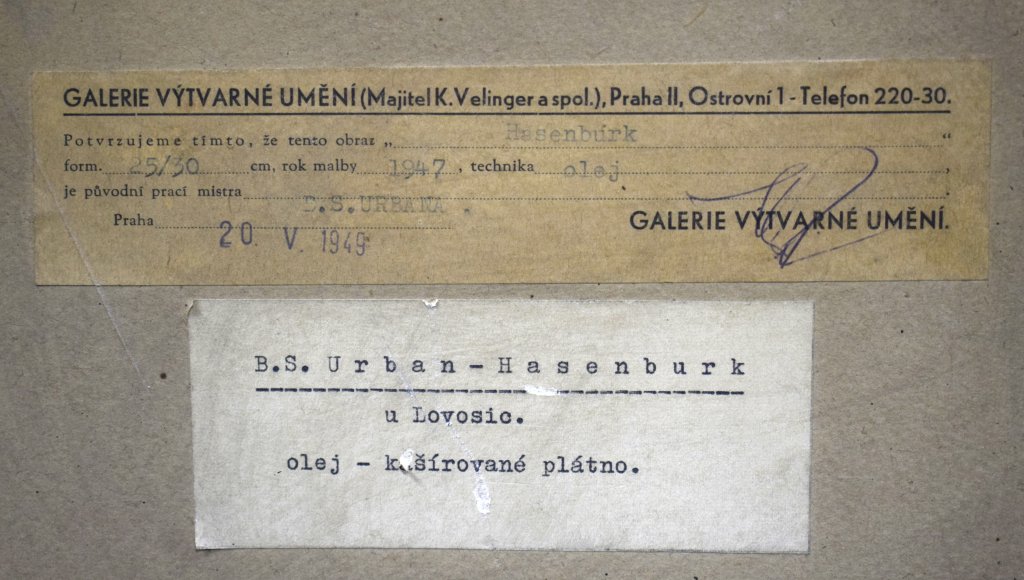 GALERIE VÝTVARNÉ UMĚNÍ (Majitel K. Velinger a spol.), Praha II, Ostrovní 1 - Telefon 220-30.
Potvrzujeme tímto, že tento obraz „ Hasenburk “
form. 25/30 cm, rok malby 1947, technika olej,
je původní prací mistra B.S.URBANA .
Praha 20. V. 1949 GALERIE VÝTVARNÉ UMĚNÍ.
B.S. Urban - Hasenburk
u Lovosic.
olej - kašírované plátno.